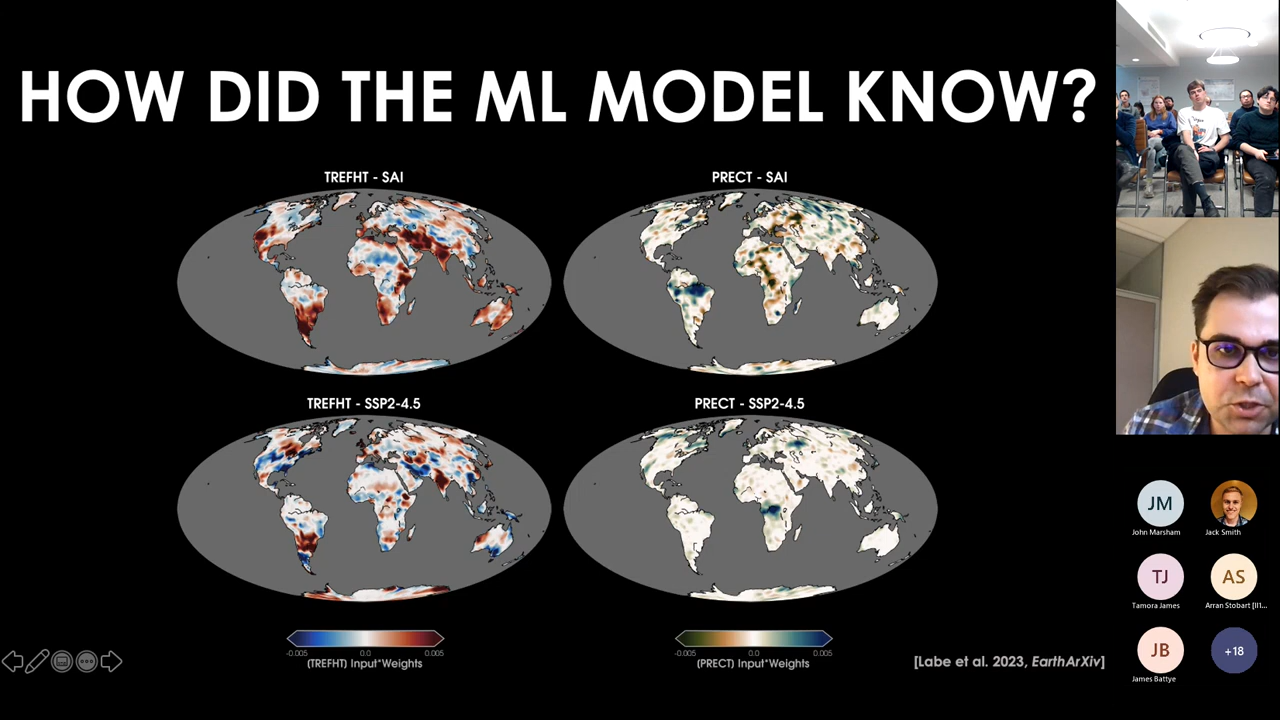 HOW DID THE ML MODEL KNOW?
TREFHT - SAI
PRECT - SAI
TREFHT - SSP2-4.5
PRECT - SSP2-4.5
-0.005 0.0 0.005
(TREFHT) Input*Weights
-0.005 0.0 0.005
(PRECT) Input*Weights
[Labe et al. 2023, EarthArXiv]
JM
John Marsham
Jack Smith
TJ
Tamora James
AS
Arran Stobart [II1...
JB
James Battye
+18